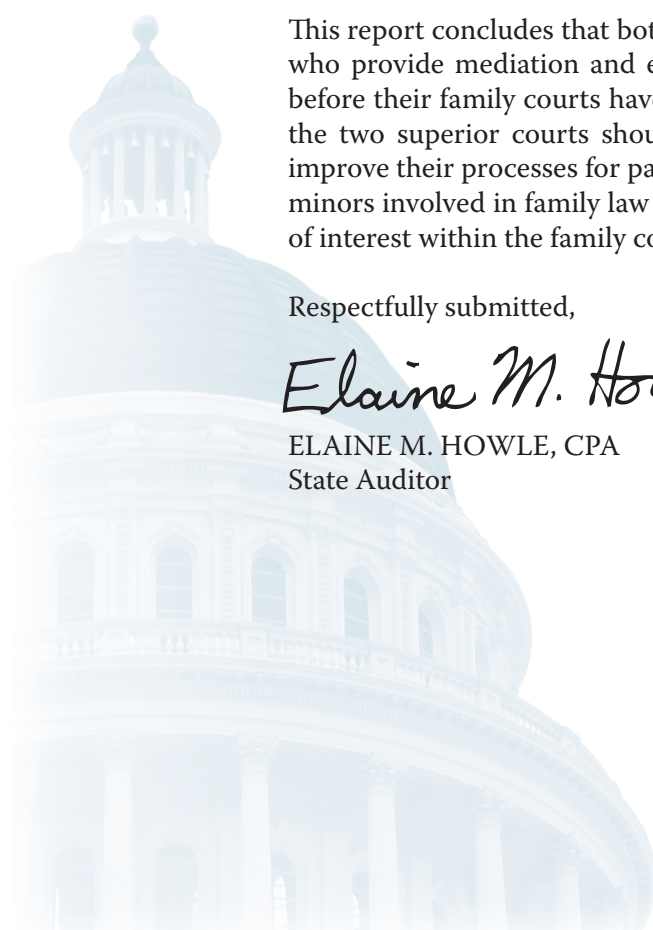 This report concludes that bot
who provide mediation and e
before their family courts have
the two superior courts shou
improve their processes for pa
minors involved in family law
of interest within the family co
Respectfully submitted,
Elaine M. Ho
ELAINE M. HOWLE, CPA
State Auditor